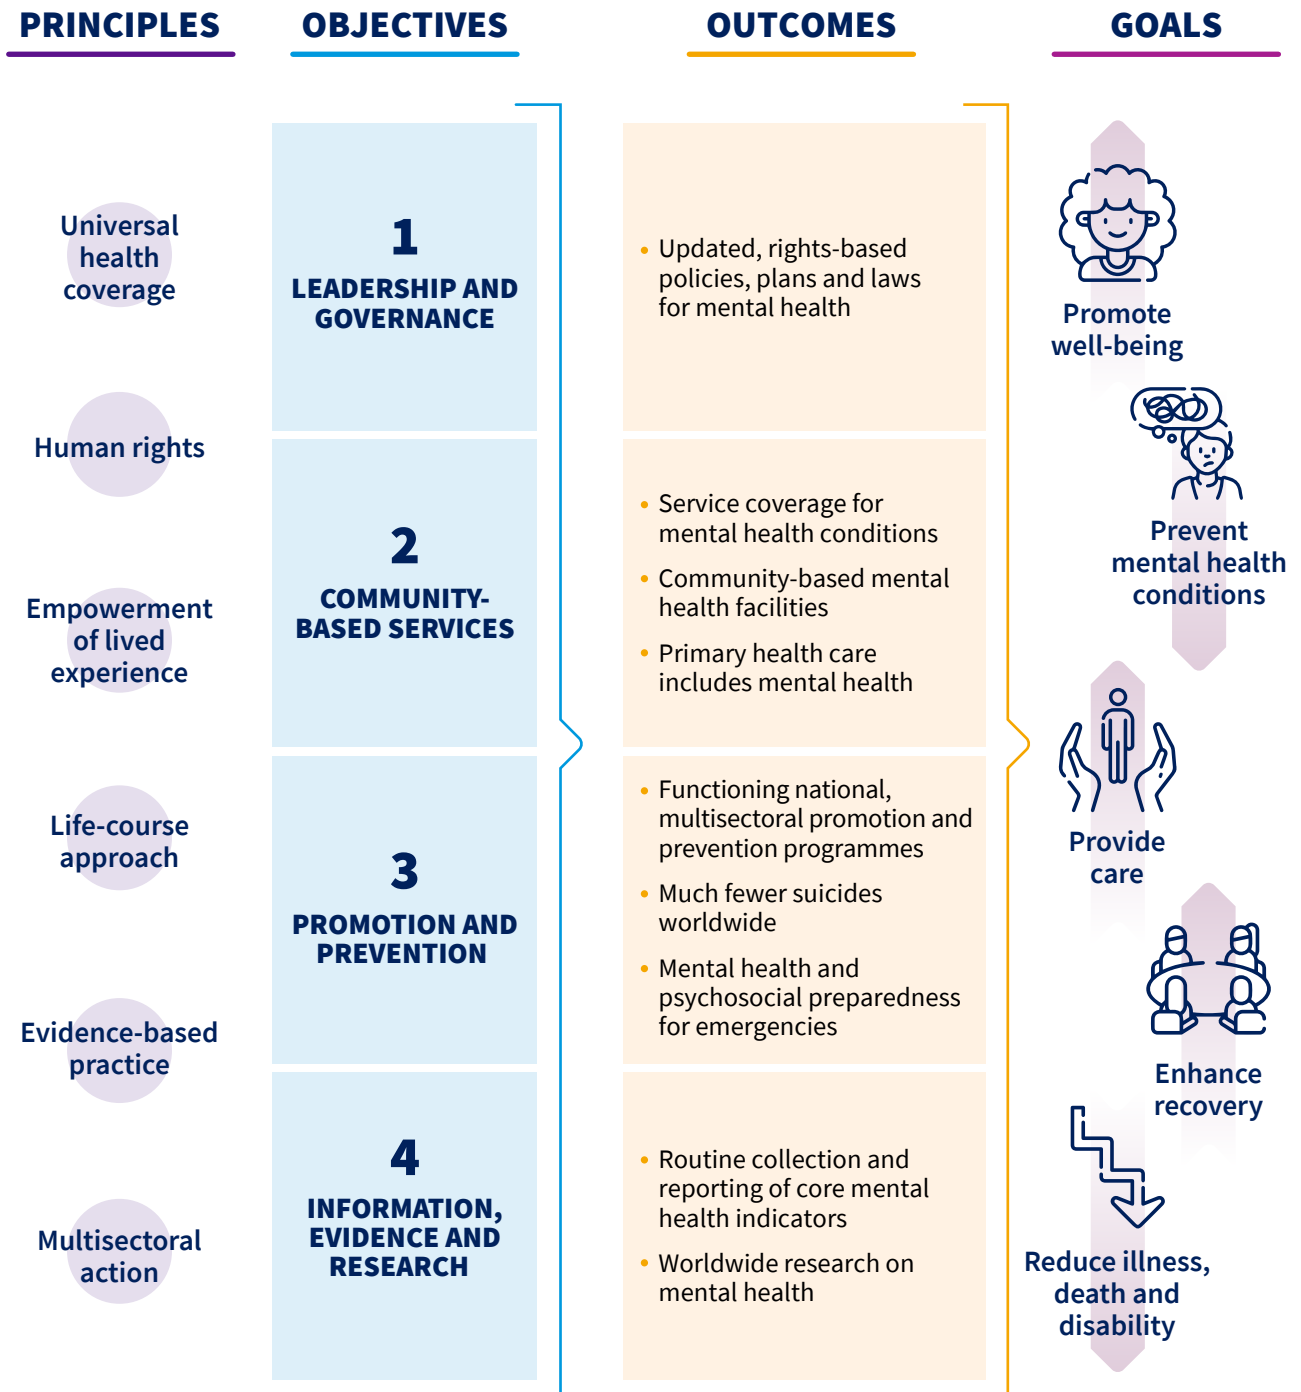 PRINCIPLES
Universal
health
coverage
Human rights
Empowerment
of lived
experience
Life-course
approach
Evidence-based
practice
Multisectoral
action
OBJECTIVES
1
LEADERSHIP AND
GOVERNANCE
2
COMMUNITY-
BASED SERVICES
3
PROMOTION AND
PREVENTION
4
INFORMATION,
EVIDENCE AND
RESEARCH
OUTCOMES
• Updated, rights-based
policies, plans and laws
for mental health
• Service coverage for
mental health conditions
• Community-based mental
health facilities
• Primary health care
includes mental health
• Functioning national,
multisectoral promotion and
prevention programmes
• Much fewer suicides
worldwide
• Mental health and
psychosocial preparedness
for emergencies
• Routine collection and
reporting of core mental
health indicators
• Worldwide research on
mental health
GOALS
Promote
well-being
Prevent
mental health
conditions
Provide
care
Enhance
recovery
Reduce illness,
death and
disability